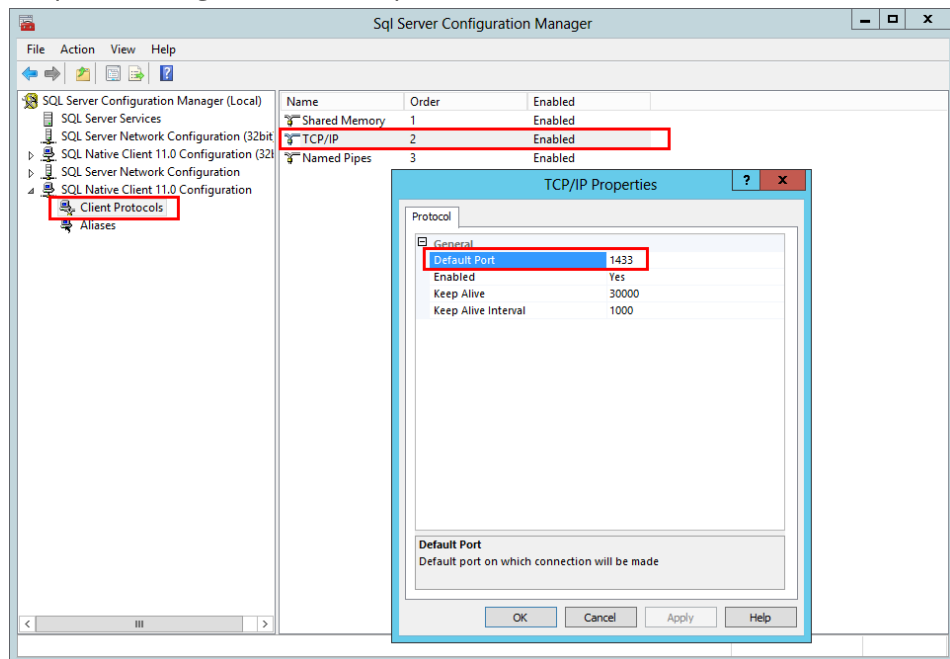 Sql Server Configuration Manager
File Action View Help
SQL Server Configuration Manager (Local)
SQL Server Services
SQL Server Network Configuration (32bit
SQL Native Client 11.0 Configuration (32b
SQL Server Network Configuration
SQL Native Client 11.0 Configuration
Client Protocols
Aliases
Name Order Enabled
Shared Memory 1 Enabled
TCP/IP 2 Enabled
Named Pipes 3 Enabled
TCP/IP Properties
? x
Protocol
General
Default Port 1433
Enabled Yes
Keep Alive 30000
Keep Alive Interval 1000
Default Port
Default port on which connection will be made
OK Cancel Apply Help